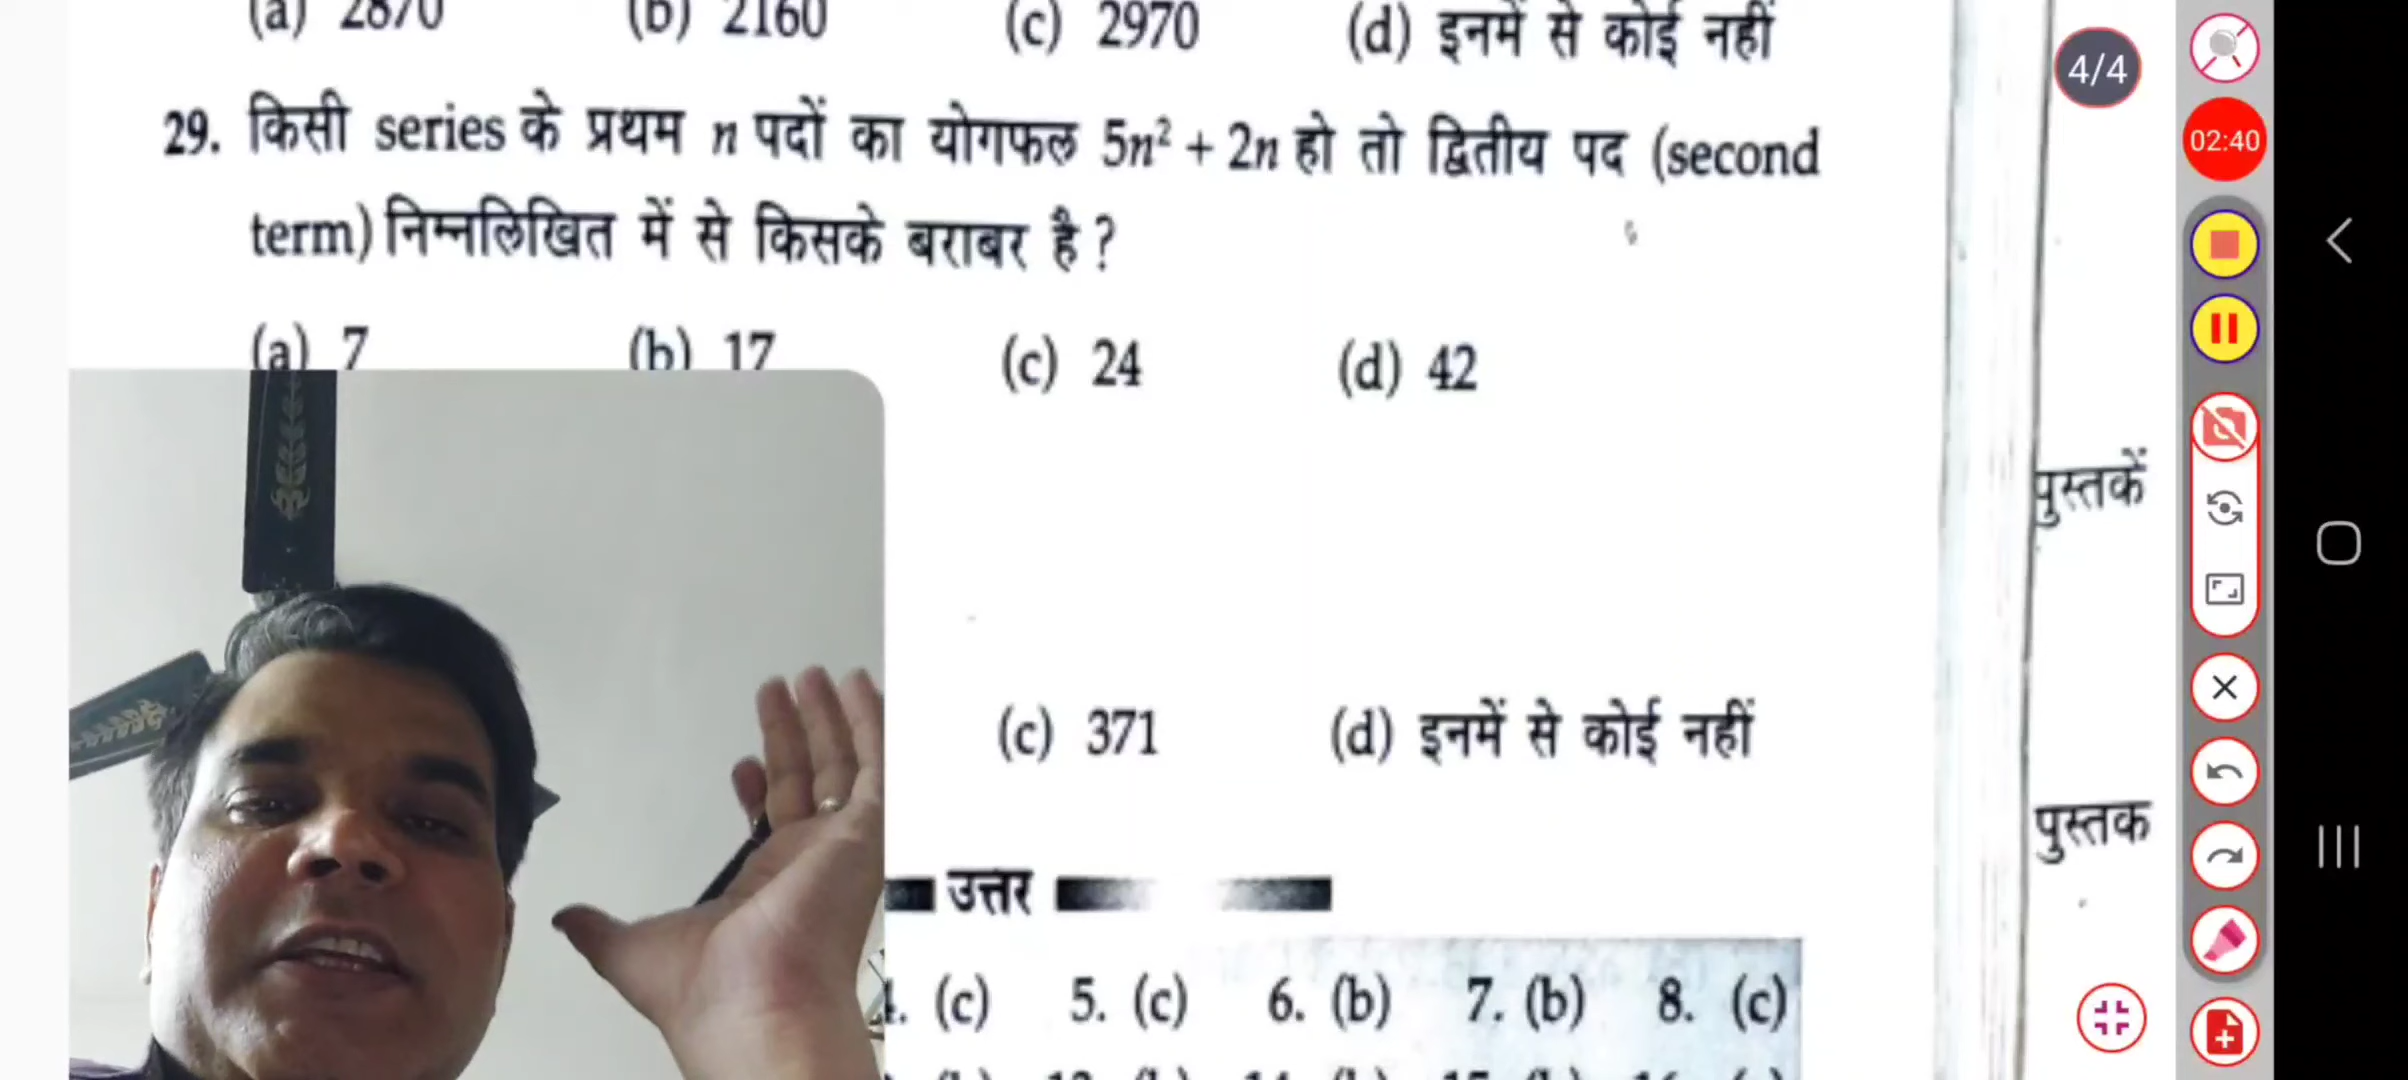 (a) 2870 (b) 2160 (c) 2970 (d) इनमें से कोई नहीं
29. किसी series के प्रथम n पदों का योगफल 5n² + 2n हो तो द्वितीय पद (second
term) निम्नलिखित में से किसके बराबर है ?
(a) 7 (b) 17 (c) 24 (d) 42
(c) 371 (d) इनमें से कोई नहीं
उत्तर
4. (c) 5. (c) 6. (b) 7. (b) 8. (c)
4/4
02:40
पुस्तकें
पुस्तक